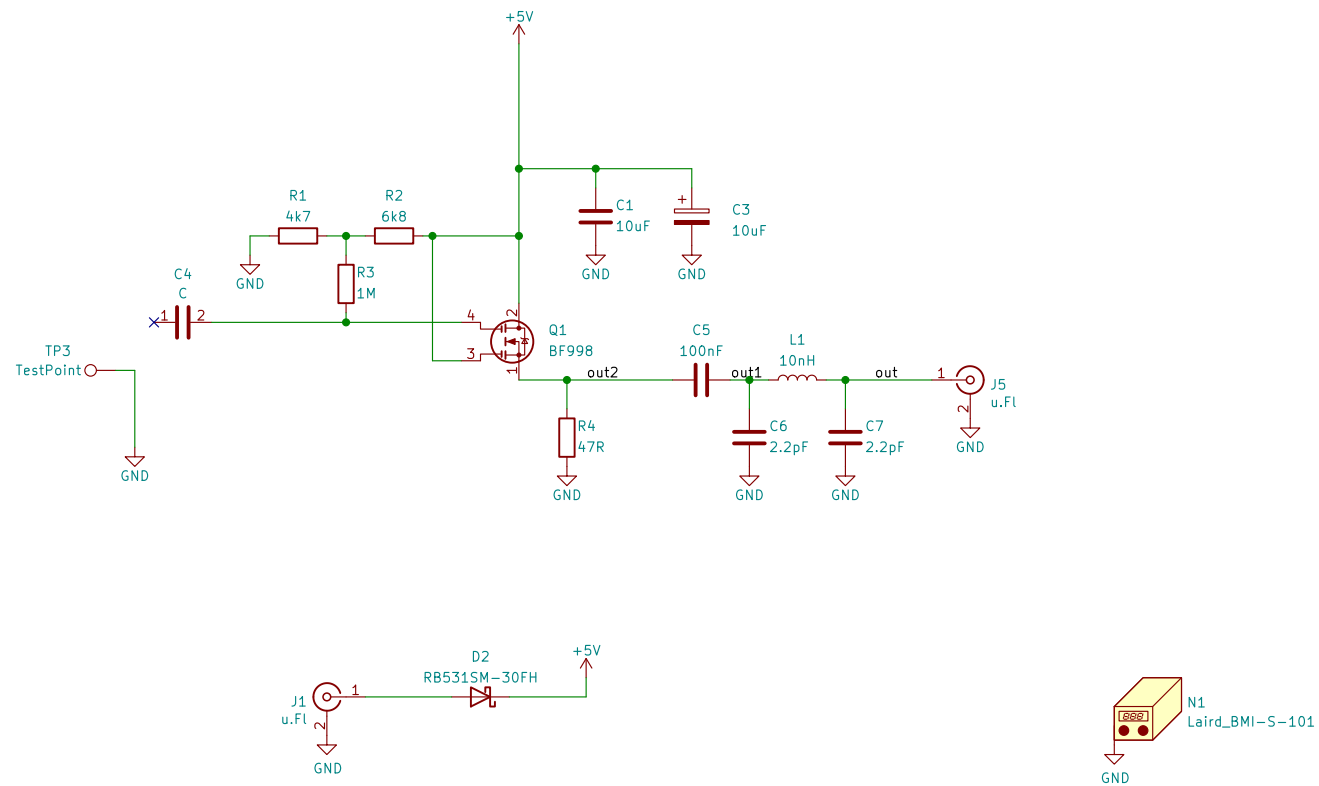 +5V
R1
4k7
R2
6k8
C1
10uF
+
C3
10uF
GND
GND
GND
R3
1M
C4
C
1
2
4
2
3
1
Q1
BF998
TP3
TestPoint
GND
out2
C5
100nF
out1
L1
10nH
out
1
2
J5
u.Fl
GND
R4
47R
GND
C6
2.2pF
GND
C7
2.2pF
GND
J1
u.Fl
1
2
GND
D2
RB531SM-30FH
+5V
888
N1
Laird_BMI-S-101
GND